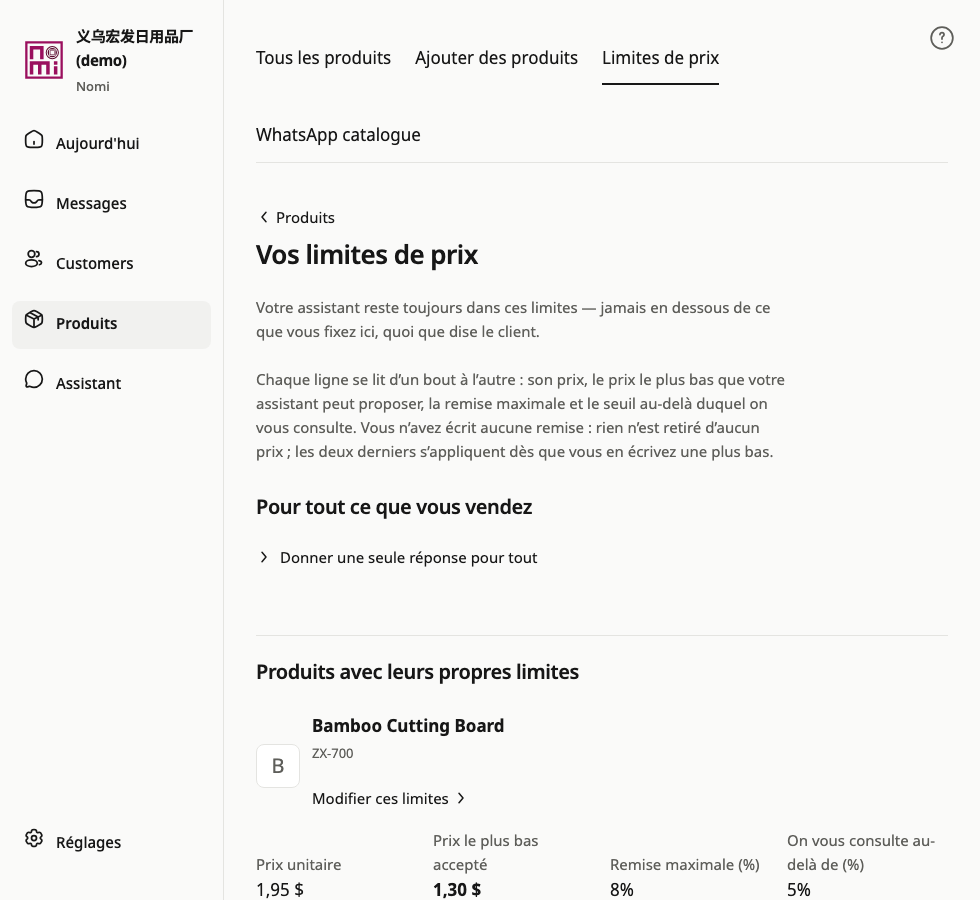 义乌宏发日用品厂
(demo)
Nomi
Aujourd'hui
Messages
Customers
Produits
Assistant
Réglages
Tous les produits
Ajouter des produits
Limites de prix
WhatsApp catalogue
Produits
Vos limites de prix
Votre assistant reste toujours dans ces limites — jamais en dessous de ce
que vous fixez ici, quoi que dise le client.
Chaque ligne se lit d’un bout à l’autre : son prix, le prix le plus bas que votre
assistant peut proposer, la remise maximale et le seuil au-delà duquel on
vous consulte. Vous n’avez écrit aucune remise : rien n’est retiré d’aucun
prix ; les deux derniers s’appliquent dès que vous en écrivez une plus bas.
Pour tout ce que vous vendez
Donner une seule réponse pour tout
Produits avec leurs propres limites
B
Bamboo Cutting Board
ZX-700
Modifier ces limites
Prix unitaire
1,95 $
Prix le plus bas
accepté
1,30 $
Remise maximale (%)
8%
On vous consulte au-
delà de (%)
5%